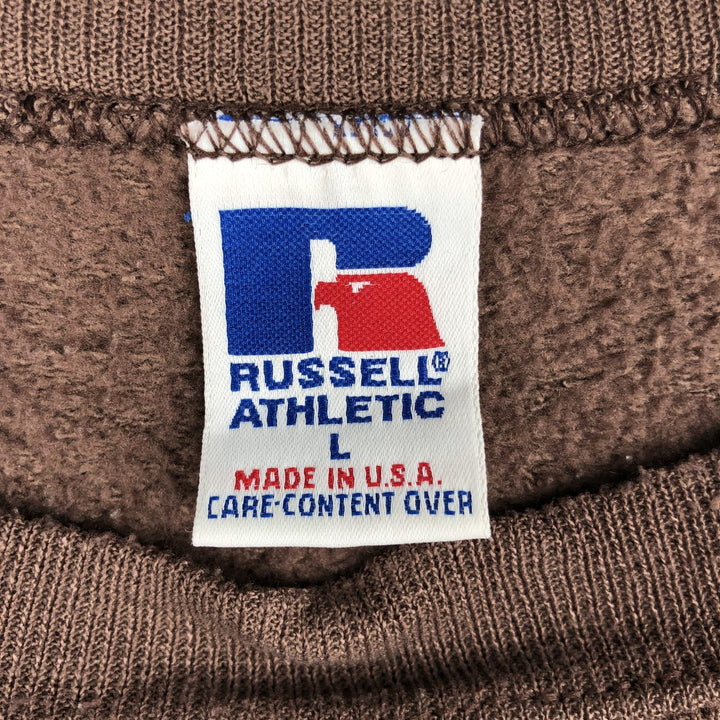 R
RUSSELL®
ATHLETIC
L
MADE IN U.S.A.
CARE-CONTENT OVER